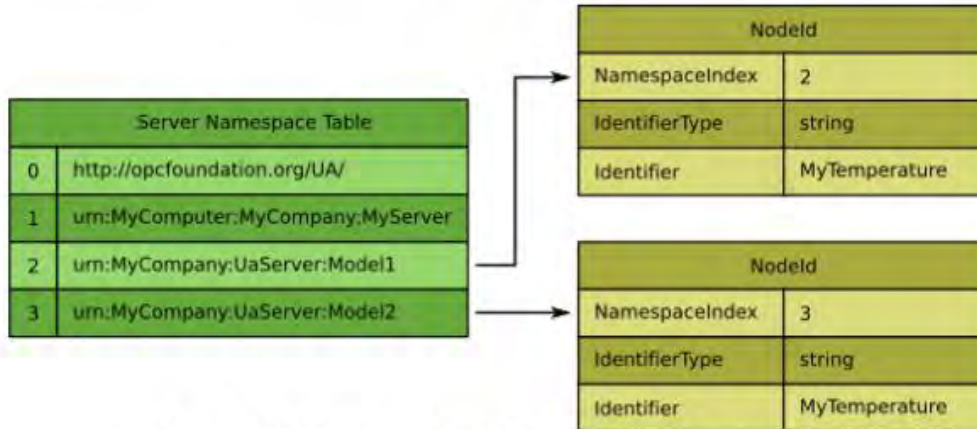 Server Namespace Table
0 http://opcfoundation.org/UA/
1 urn:MyComputer:MyCompany:MyServer
2 urn:MyCompany:UaServer:Model1
3 urn:MyCompany:UaServer:Model2
NodeId
NamespaceIndex 2
IdentifierType string
Identifier MyTemperature
NodeId
NamespaceIndex 3
IdentifierType string
Identifier MyTemperature